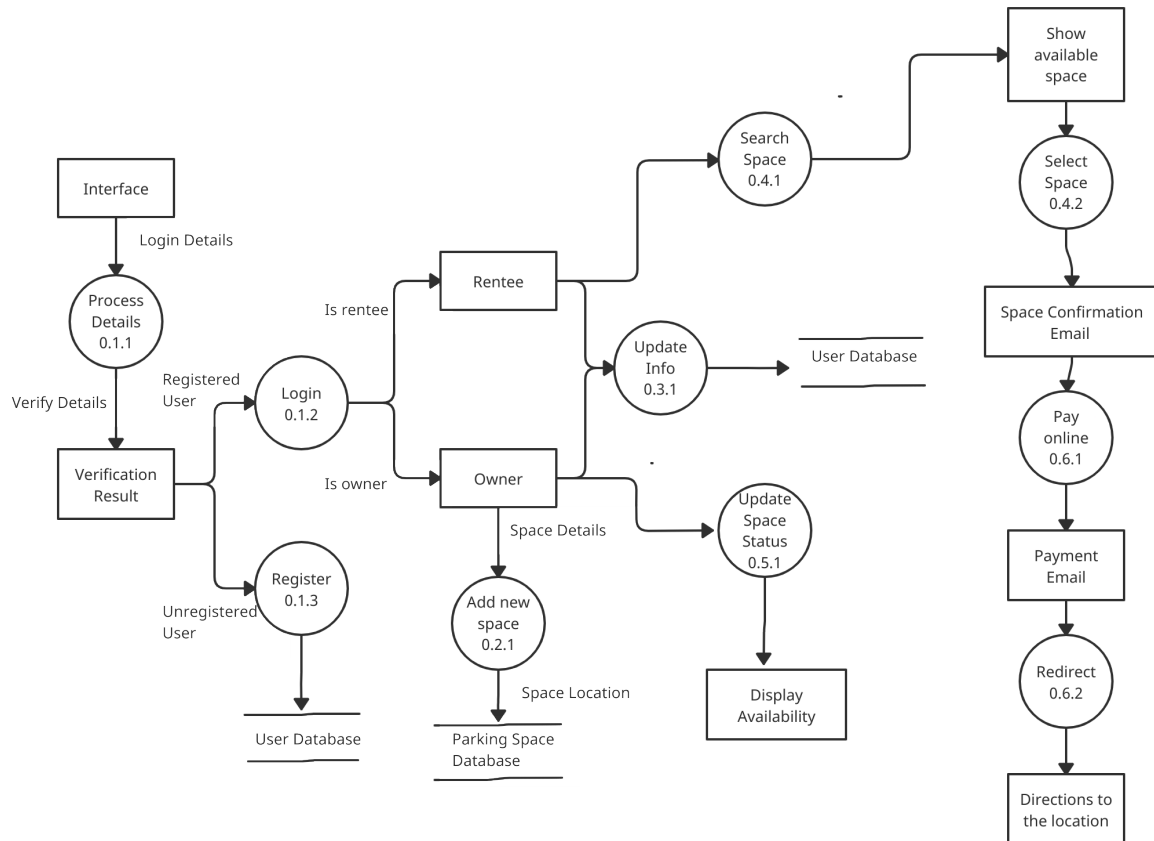 Show
available
space
Search
Space
0.4.1
Select
Space
0.4.2
Interface
Login Details
Process
Details
0.1.1
Rentee
Is rentee
Space Confirmation
Email
Update
Info
0.3.1
User Database
Registered
User
Login
0.1.2
Verify Details
Pay
online
0.6.1
Verification
Result
Is owner
Owner
Update
Space
Status
0.5.1
Space Details
Payment
Email
Register
0.1.3
Unregistered
User
Add new
space
0.2.1
Redirect
0.6.2
Space Location
Display
Availability
User Database
Parking Space
Database
Directions to
the location